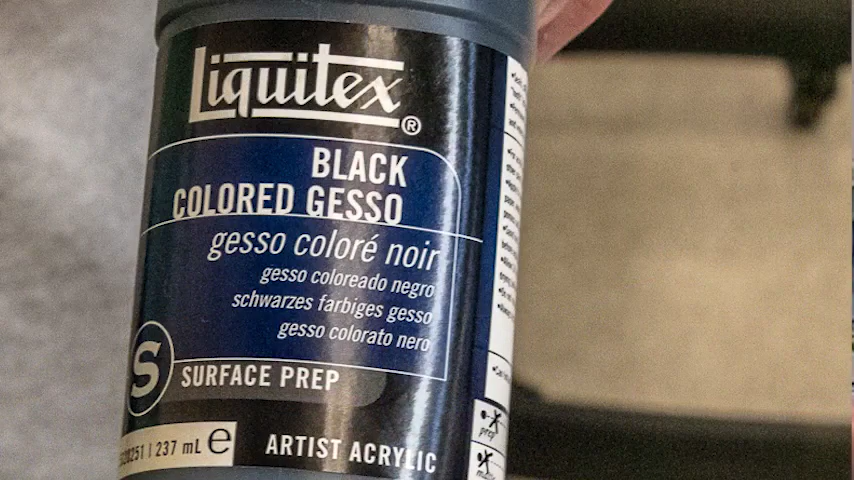 Liquitex®
BLACK
COLORED GESSO
gesso coloré noir
gesso coloreado negro
schwarzes farbiges gesso
gesso colorato nero
S
SURFACE PREP
237 mL e
ARTIST ACRYLIC